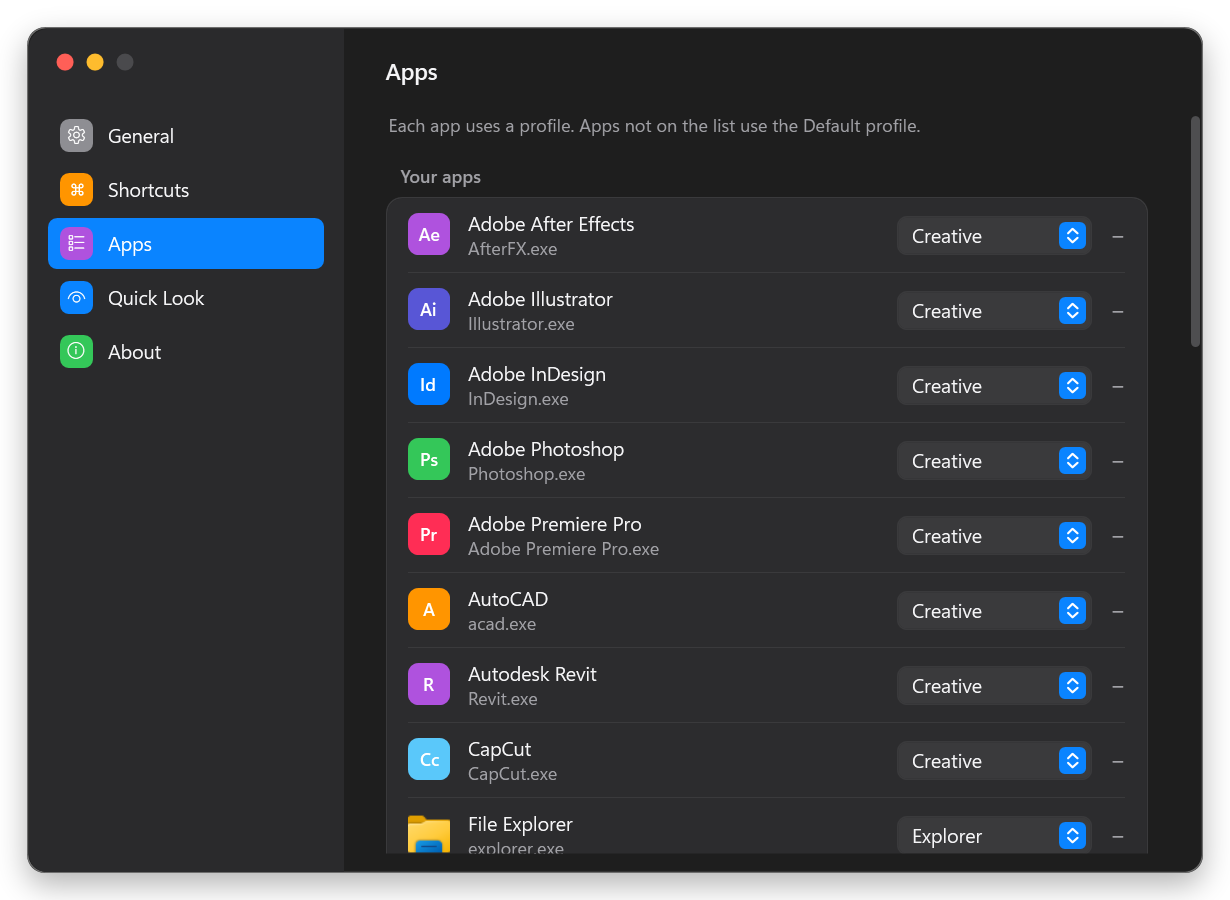 Apps
General
Shortcuts
Apps
Quick Look
About
Each app uses a profile. Apps not on the list use the Default profile.
Your apps
Ae Adobe After Effects Creative
AfterFX.exe
Ai Adobe Illustrator Creative
Illustrator.exe
Id Adobe InDesign Creative
InDesign.exe
Ps Adobe Photoshop Creative
Photoshop.exe
Pr Adobe Premiere Pro Creative
Adobe Premiere Pro.exe
A AutoCAD Creative
acad.exe
R Autodesk Revit Creative
Revit.exe
Cc CapCut Creative
CapCut.exe
File Explorer Explorer
explorer.exe